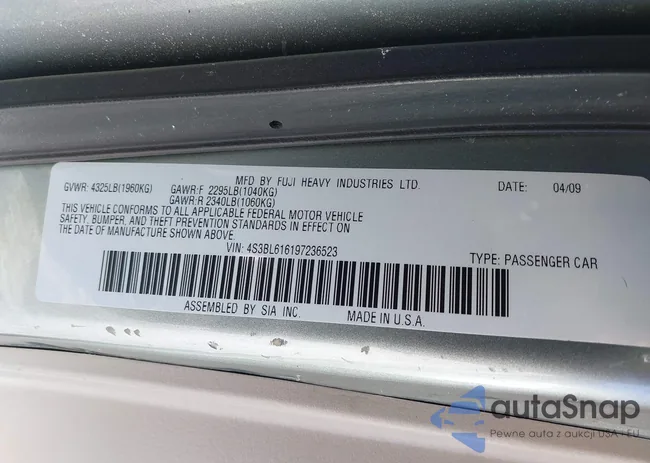 MFD BY FUJI HEAVY INDUSTRIES LTD.
DATE: 04/09
GVWR: 4325LB(1960KG)
GAWR:F 2295LB(1040KG)
GAWR:R 2340LB(1060KG)
THIS VEHICLE CONFORMS TO ALL APPLICABLE FEDERAL MOTOR VEHICLE
SAFETY, BUMPER, AND THEFT PREVENTION STANDARDS IN EFFECT ON
THE DATE OF MANUFACTURE SHOWN ABOVE.
VIN: 4S3BL616197236523
TYPE: PASSENGER CAR
ASSEMBLED BY SIA INC.
MADE IN U.S.A.
autoSnap
Pewne auta z aukcji USA - EU